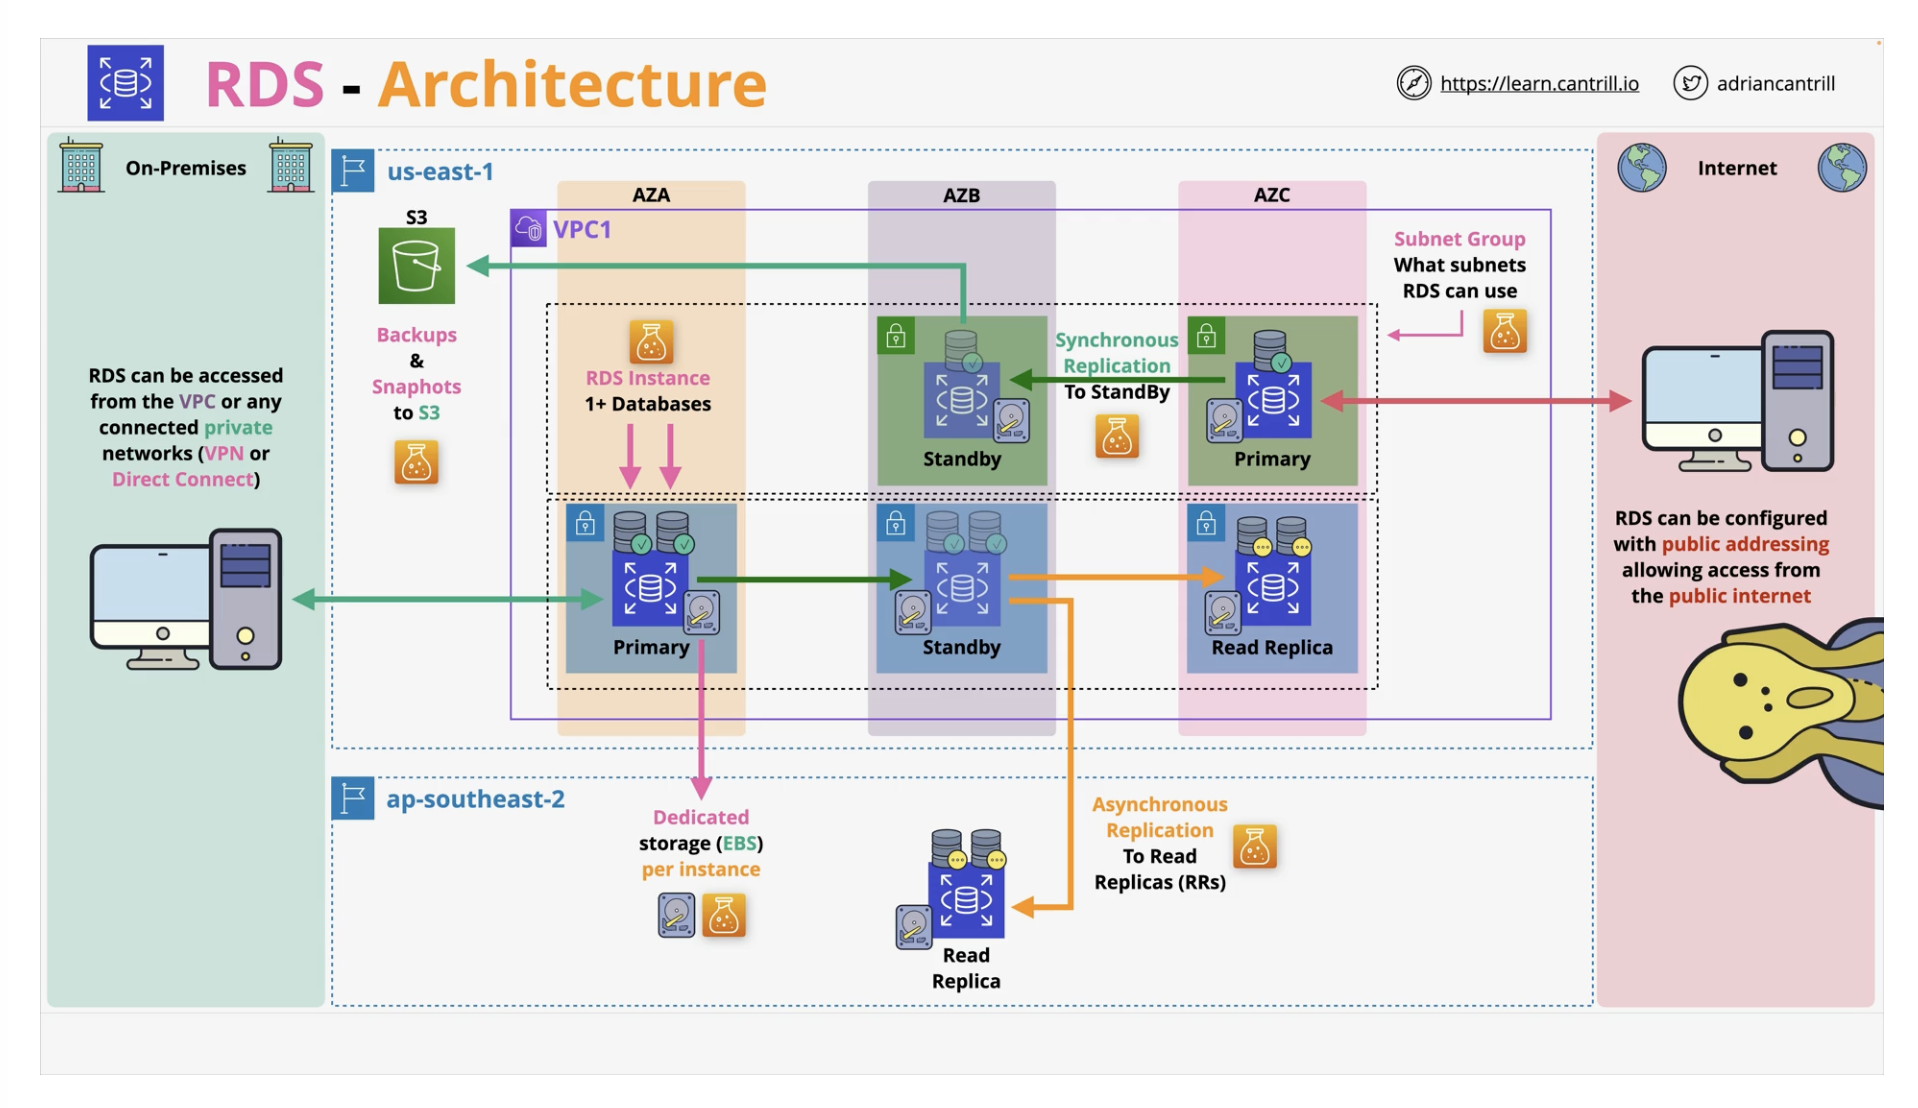 RDS - Architecture
https://learn.cantrill.io
adriancantrill
On-Premises
RDS can be accessed
from the VPC or any
connected private
networks (VPN or
Direct Connect)
us-east-1
S3
Backups
&
Snaphots
to S3
AZA
AZB
AZC
VPC1
RDS Instance
1+ Databases
Synchronous
Replication
To StandBy
Standby
Primary
Subnet Group
What subnets
RDS can use
Primary
Standby
Read Replica
ap-southeast-2
Dedicated
storage (EBS)
per instance
Read
Replica
Asynchronous
Replication
To Read
Replicas (RRs)
Internet
RDS can be configured
with public addressing
allowing access from
the public internet